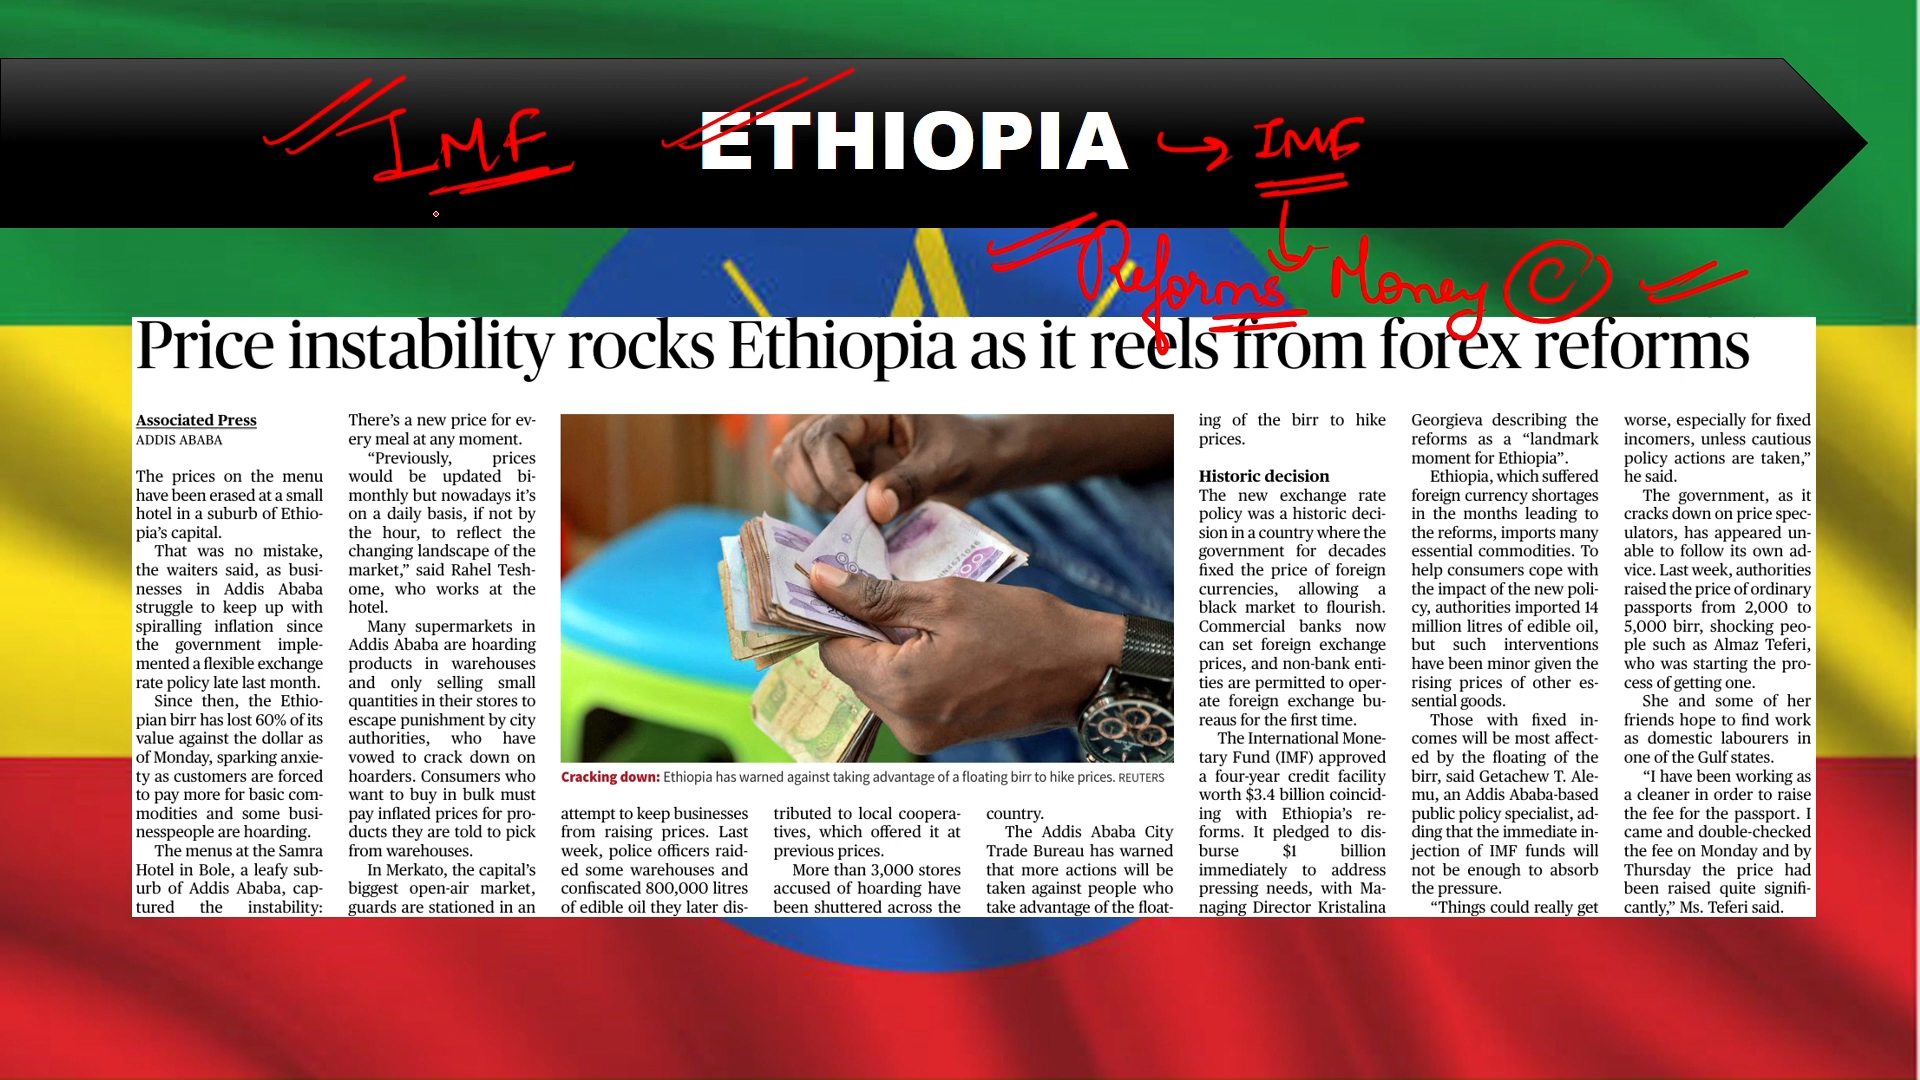 IMF ETHIOPIA → IMF
Reforms Money C
Price instability rocks Ethiopia as it reels from forex reforms
Associated Press
ADDIS ABABA
The prices on the menu
have been erased at a small
hotel in a suburb of Ethio-
pia's capital.
That was no mistake,
the waiters said, as busi-
nesses in Addis Ababa
struggle to keep up with
spiralling inflation since
the government imple-
mented a flexible exchange
rate policy late last month.
Since then, the Ethio-
pian birr has lost 60% of its
value against the dollar as
of Monday, sparking anxie-
ty as customers are forced
to pay more for basic com-
modities and some busi-
nesspeople are hoarding.
The menus at the Samra
Hotel in Bole, a leafy sub-
urb of Addis Ababa, cap-
tured the instability:
There's a new price for ev-
ery meal at any moment.
"Previously, prices
would be updated bi-
monthly but nowadays it's
on a daily basis, if not by
the hour, to reflect the
changing landscape of the
market," said Rahel Tesh-
ome, who works at the
hotel.
Many supermarkets in
Addis Ababa are hoarding
products in warehouses
and only selling small
quantities in their stores to
escape punishment by city
authorities, who have
vowed to crack down on
hoarders. Consumers who
want to buy in bulk must
pay inflated prices for pro-
ducts they are told to pick
from warehouses.
In Merkato, the capital's
biggest open-air market,
guards are stationed in an
Cracking down: Ethiopia has warned against taking advantage of a floating birr to hike prices. REUTERS
attempt to keep businesses
from raising prices. Last
week, police officers raid-
ed some warehouses and
confiscated 800,000 litres
of edible oil they later dis-
tributed to local coopera-
tives, which offered it at
previous prices.
More than 3,000 stores
accused of hoarding have
been shuttered across the
country.
The Addis Ababa City
Trade Bureau has warned
that more actions will be
taken against people who
take advantage of the float-
ing of the birr to hike
prices.
Historic decision
The new exchange rate
policy was a historic deci-
sion in a country where the
government for decades
fixed the price of foreign
currencies, allowing a
black market to flourish.
Commercial banks now
can set foreign exchange
prices, and non-bank enti-
ties are permitted to oper-
ate foreign exchange bu-
reaus for the first time.
The International Mone-
tary Fund (IMF) approved
a four-year credit facility
worth $3.4 billion coincid-
ing with Ethiopia's re-
forms. It pledged to dis-
burse $1 billion
immediately to address
pressing needs, with Ma-
naging Director Kristalina
Georgieva describing the
reforms as a "landmark
moment for Ethiopia".
Ethiopia, which suffered
foreign currency shortages
in the months leading to
the reforms, imports many
essential commodities. To
help consumers cope with
the impact of the new poli-
cy, authorities imported 14
million litres of edible oil,
but such interventions
have been minor given the
rising prices of other es-
sential goods.
Those with fixed in-
comes will be most affect-
ed by the floating of the
birr, said Getachew T. Ale-
mu, an Addis Ababa-based
public policy specialist, ad-
ding that the immediate in-
jection of IMF funds will
not be enough to absorb
the pressure.
"Things could really get
worse, especially for fixed
incomers, unless cautious
policy actions are taken,"
he said.
The government, as it
cracks down on price spec-
ulators, has appeared un-
able to follow its own ad-
vice. Last week, authorities
raised the price of ordinary
passports from 2,000 to
5,000 birr, shocking peo-
ple such as Almaz Teferi,
who was starting the pro-
cess of getting one.
She and some of her
friends hope to find work
as domestic labourers in
one of the Gulf states.
"I have been working as
a cleaner in order to raise
the fee for the passport. I
came and double-checked
the fee on Monday and by
Thursday the price had
been raised quite signifi-
cantly," Ms. Teferi said.